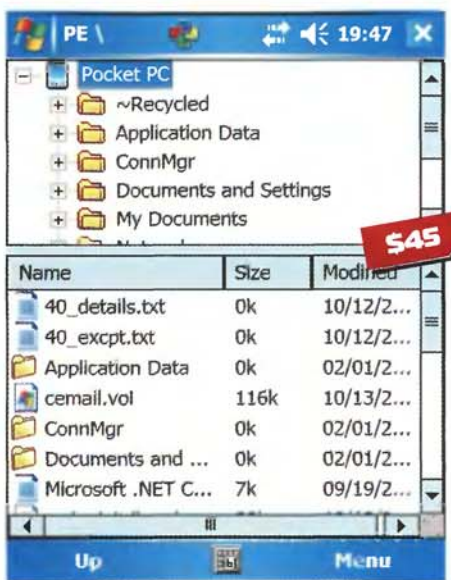 PE \ 19:47
Pocket PC
~Recycled
Application Data
ConnMgr
Documents and Settings
My Documents
$45
Name Size Modified
40_details.txt 0k 10/12/2...
40_excpt.txt 0k 10/12/2...
Application Data 0k 02/01/2...
cemail.vol 116k 10/13/2...
ConnMgr 0k 02/01/2...
Documents and ... 0k 02/01/2...
Microsoft .NET C... 7k 09/19/2...
Up Menu